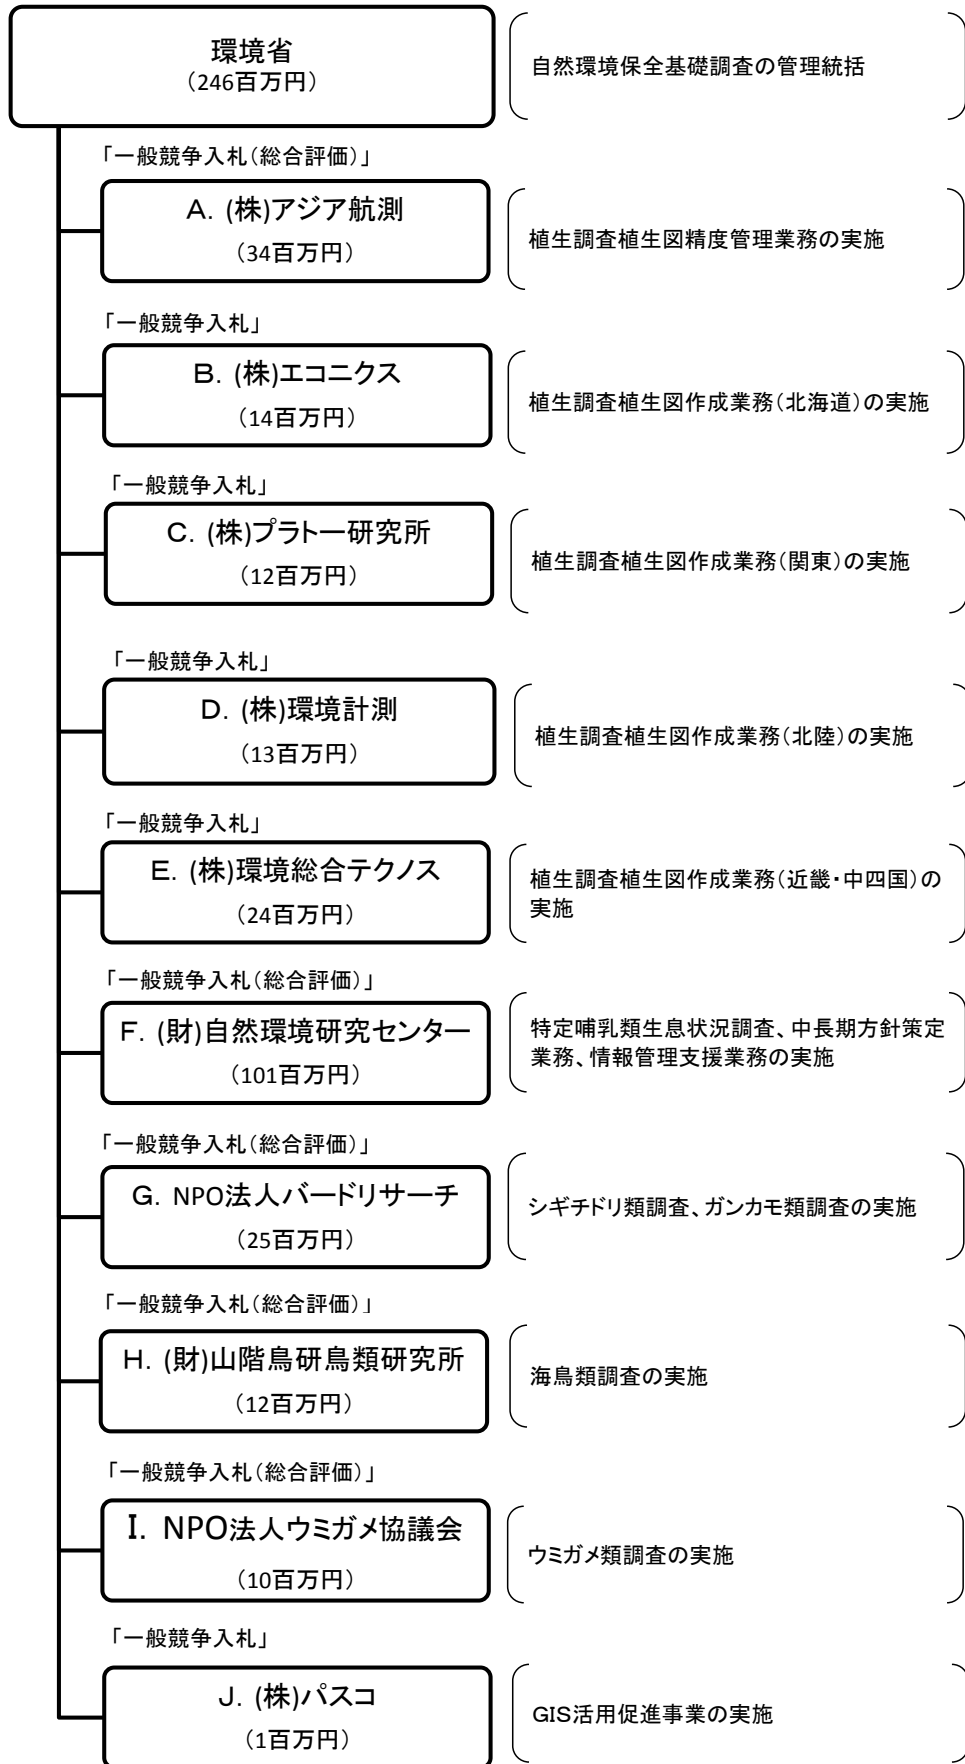 環境省
（246百万円）
自然環境保全基礎調査の管理統括
「一般競争入札（総合評価）」
A．(株)アジア航測
（34百万円）
植生調査植生図精度管理業務の実施
「一般競争入札」
B．(株)エコニクス
（14百万円）
植生調査植生図作成業務（北海道）の実施
「一般競争入札」
C．(株)プラトー研究所
（12百万円）
植生調査植生図作成業務（関東）の実施
「一般競争入札」
D．(株)環境計測
（13百万円）
植生調査植生図作成業務（北陸）の実施
「一般競争入札」
E．(株)環境総合テクノス
（24百万円）
植生調査植生図作成業務（近畿・中四国）の
実施
「一般競争入札（総合評価）」
F．(財)自然環境研究センター
（101百万円）
特定哺乳類生息状況調査、中長期方針策定
業務、情報管理支援業務の実施
「一般競争入札（総合評価）」
G．NPO法人バードリサーチ
（25百万円）
シギチドリ類調査、ガンカモ類調査の実施
「一般競争入札（総合評価）」
H．(財)山階鳥研鳥類研究所
（12百万円）
海鳥類調査の実施
「一般競争入札（総合評価）」
I．NPO法人ウミガメ協議会
（10百万円）
ウミガメ類調査の実施
「一般競争入札」
J．(株)パスコ
（1百万円）
GIS活用促進事業の実施